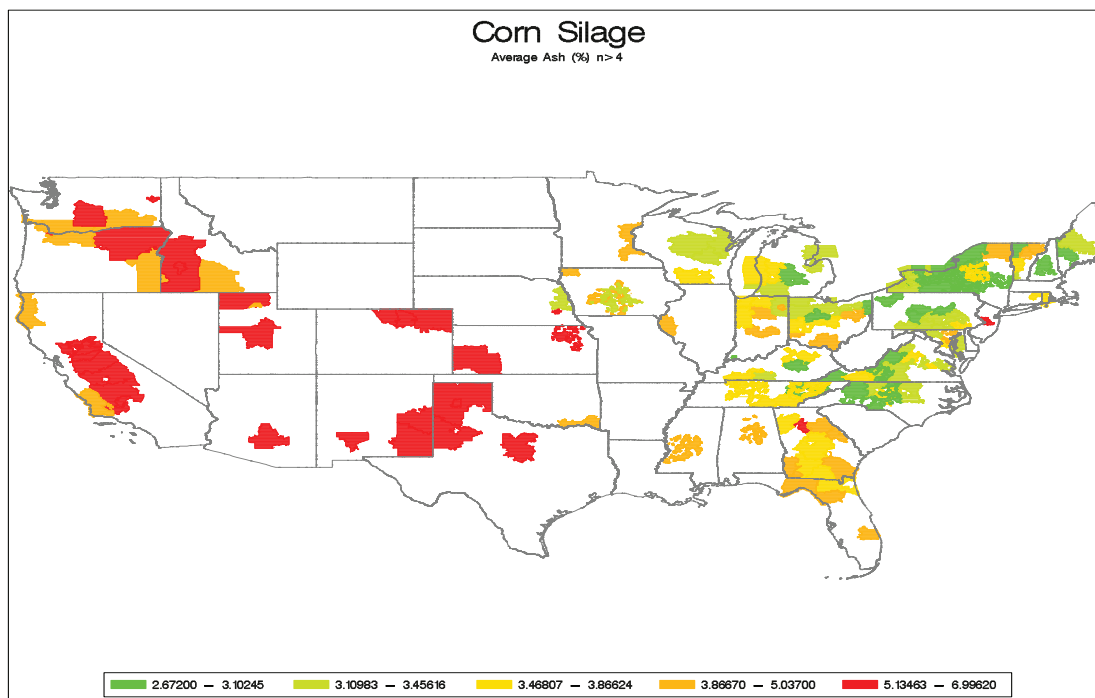 Corn Silage
Average Ash (%) n>4
2.67200 – 3.10245 3.10983 – 3.45616 3.46807 – 3.86624 3.86670 – 5.03700 5.13463 – 6.99620